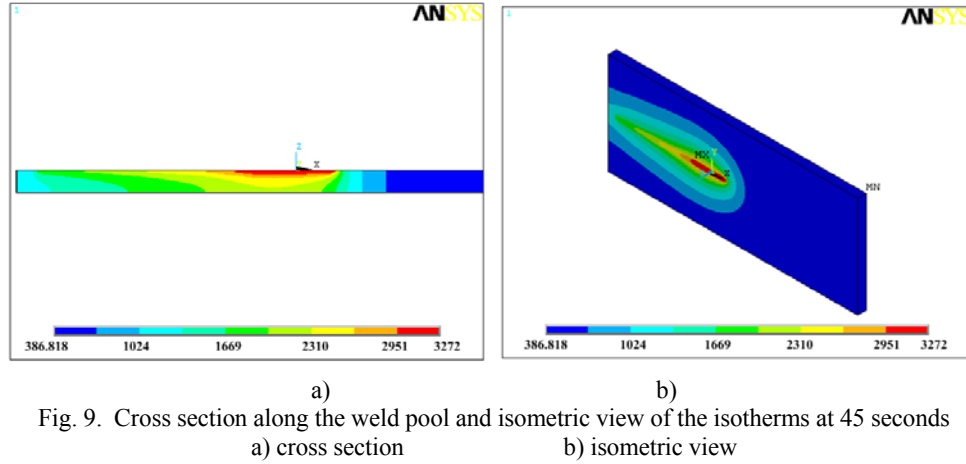 1
ANSYS
Z
X
386.818 1024 1669 2310 2951 3272
1
ANSYS
MX Y
X
MN
386.818 1024 1669 2310 2951 3272
a) b)
Fig. 9. Cross section along the weld pool and isometric view of the isotherms at 45 seconds
a) cross section b) isometric view